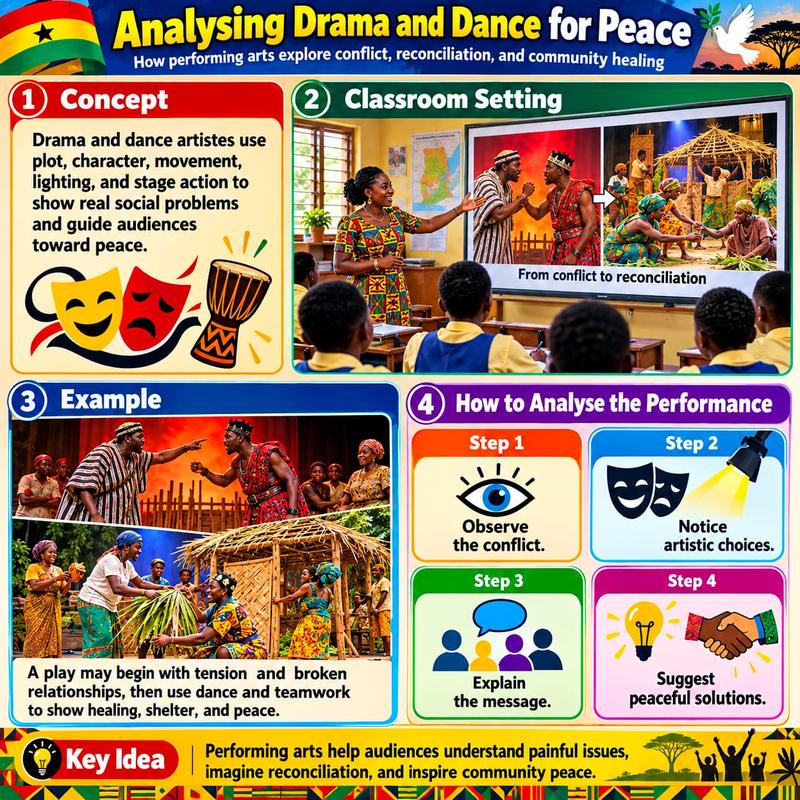 Analysing Drama and Dance for Peace
How performing arts explore conflict, reconciliation, and community healing
1 Concept
Drama and dance artistes use
plot, character, movement,
lighting, and stage action to
show real social problems
and guide audiences
toward peace.
2 Classroom Setting
From conflict to reconciliation
3 Example
A play may begin with tension and broken
relationships, then use dance and teamwork
to show healing, shelter, and peace.
4 How to Analyse the Performance
Step 1
Observe
the conflict.
Step 2
Notice
artistic choices.
Step 3
Explain
the message.
Step 4
Suggest
peaceful solutions.
Key Idea
Performing arts help audiences understand painful issues,
imagine reconciliation, and inspire community peace.